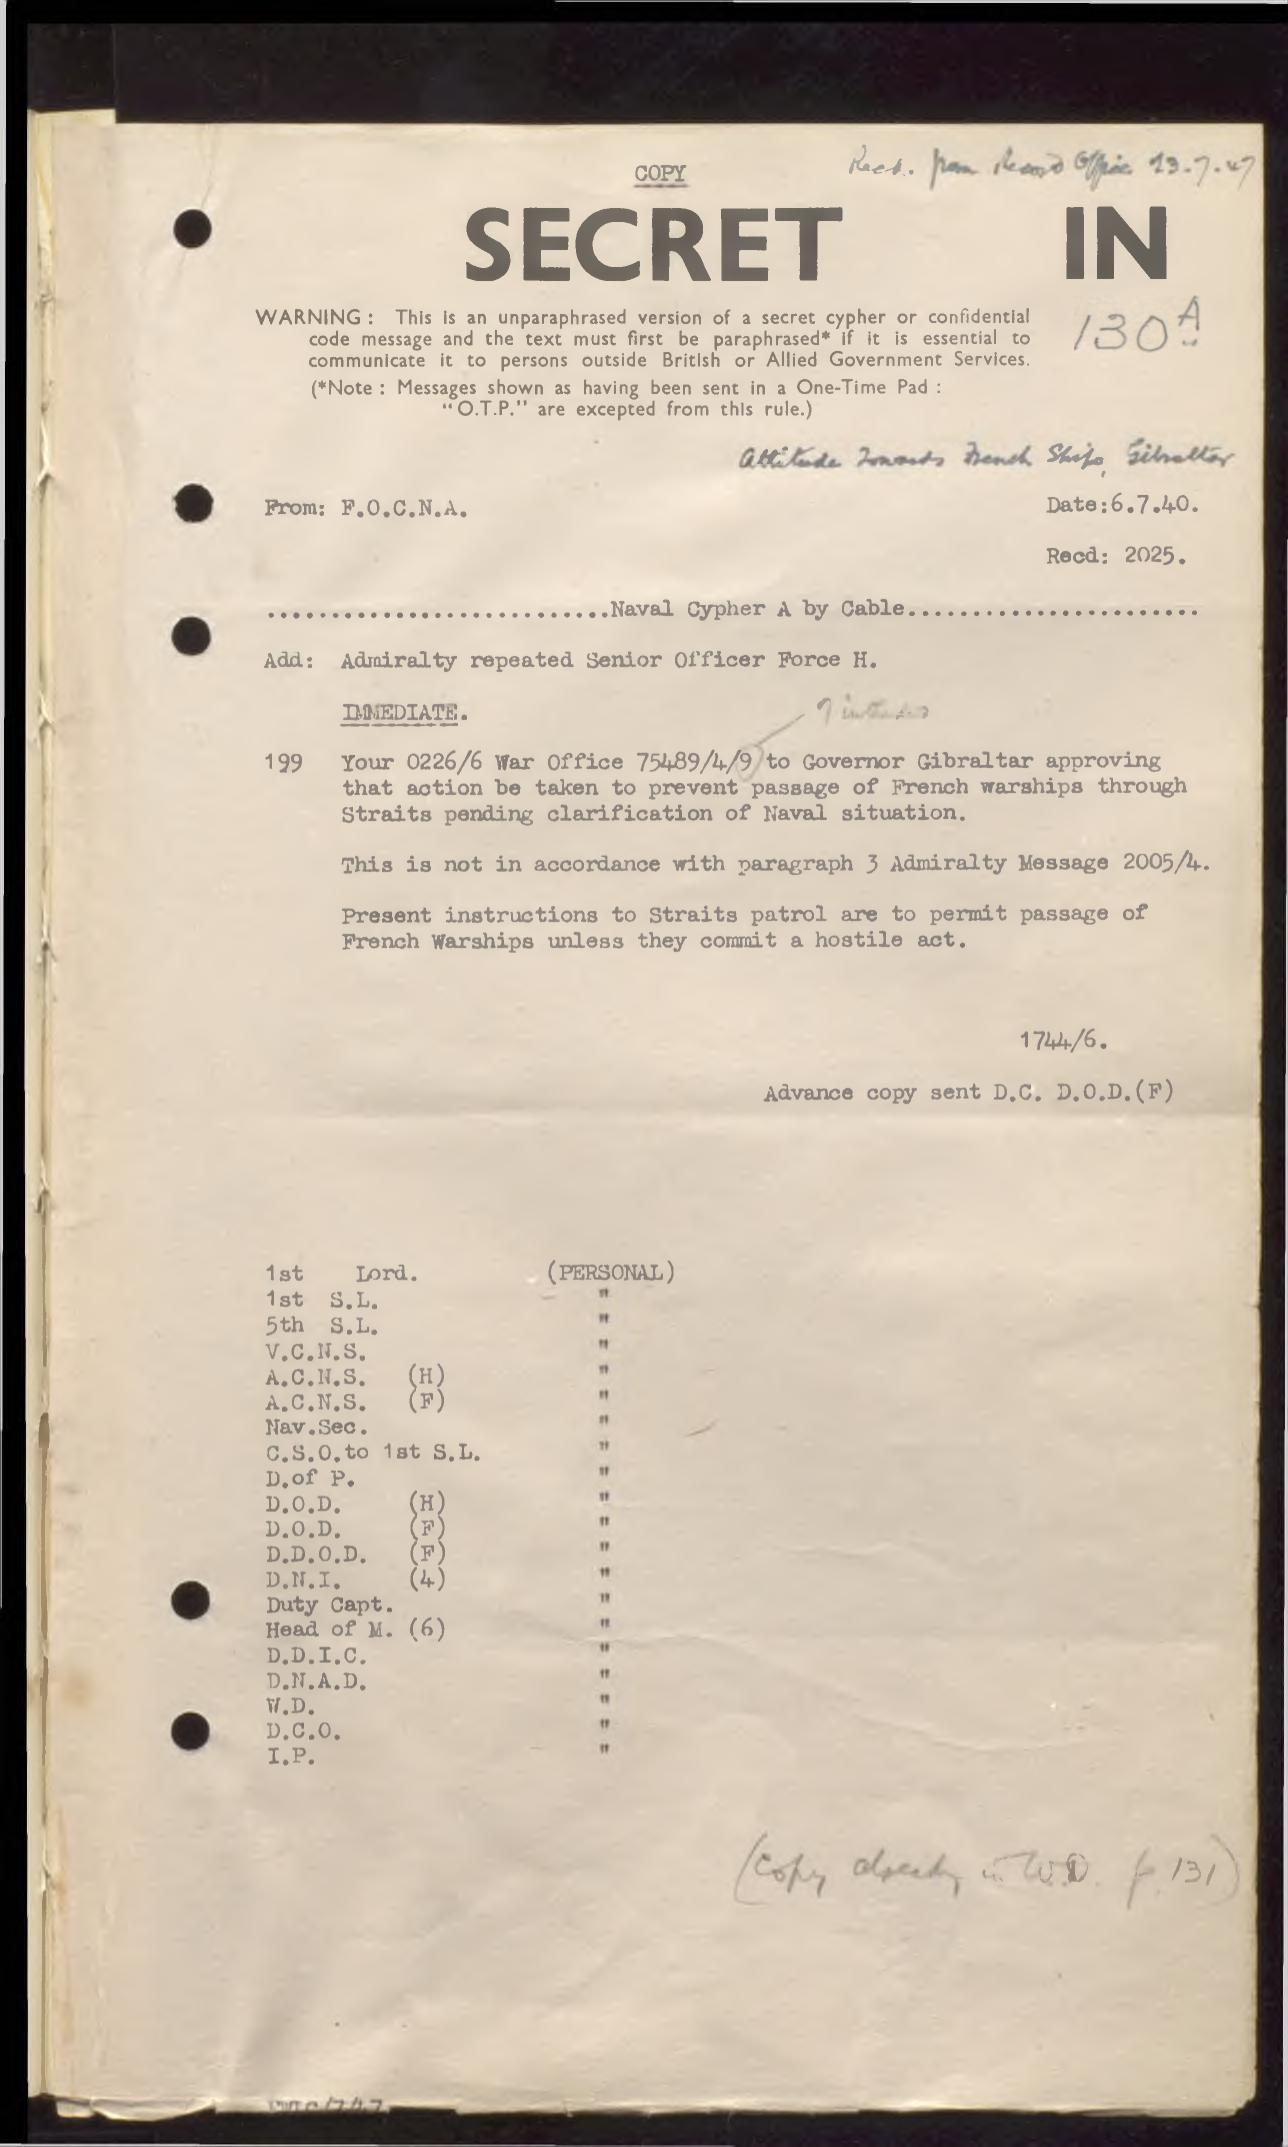 COPY
Recd. from Record Office 23.7.47
SECRET IN
WARNING : This is an unparaphrased version of a secret cypher or confidential
code message and the text must first be paraphrased* if it is essential to
communicate it to persons outside British or Allied Government Services.
130A
(*Note : Messages shown as having been sent in a One-Time Pad :
"O.T.P." are excepted from this rule.)
Attitude Towards French Ships, Gibraltar
From: F.O.C.N.A. Date:6.7.40.
Recd: 2025.
...........................Naval Cypher A by Cable.......................
Add: Admiralty repeated Senior Officer Force H.
IMMEDIATE.
199 Your 0226/6 War Office 75489/4/9 to Governor Gibraltar approving
that action be taken to prevent passage of French warships through
Straits pending clarification of Naval situation.
This is not in accordance with paragraph 3 Admiralty Message 2005/4.
Present instructions to Straits patrol are to permit passage of
French Warships unless they commit a hostile act.
1744/6.
Advance copy sent D.C. D.O.D.(F)
1st Lord. (PERSONAL)
1st S.L. "
5th S.L. "
V.C.N.S. "
A.C.N.S. (H) "
A.C.N.S. (F) "
Nav.Sec. "
C.S.O.to 1st S.L. "
D.of P. "
D.O.D. (H) "
D.O.D. (F) "
D.D.O.D. (F) "
D.N.I. (4) "
Duty Capt. "
Head of M. (6) "
D.D.I.C. "
D.N.A.D. "
W.D. "
D.C.O. "
I.P. "
(Copy already in W.D. p. 131)